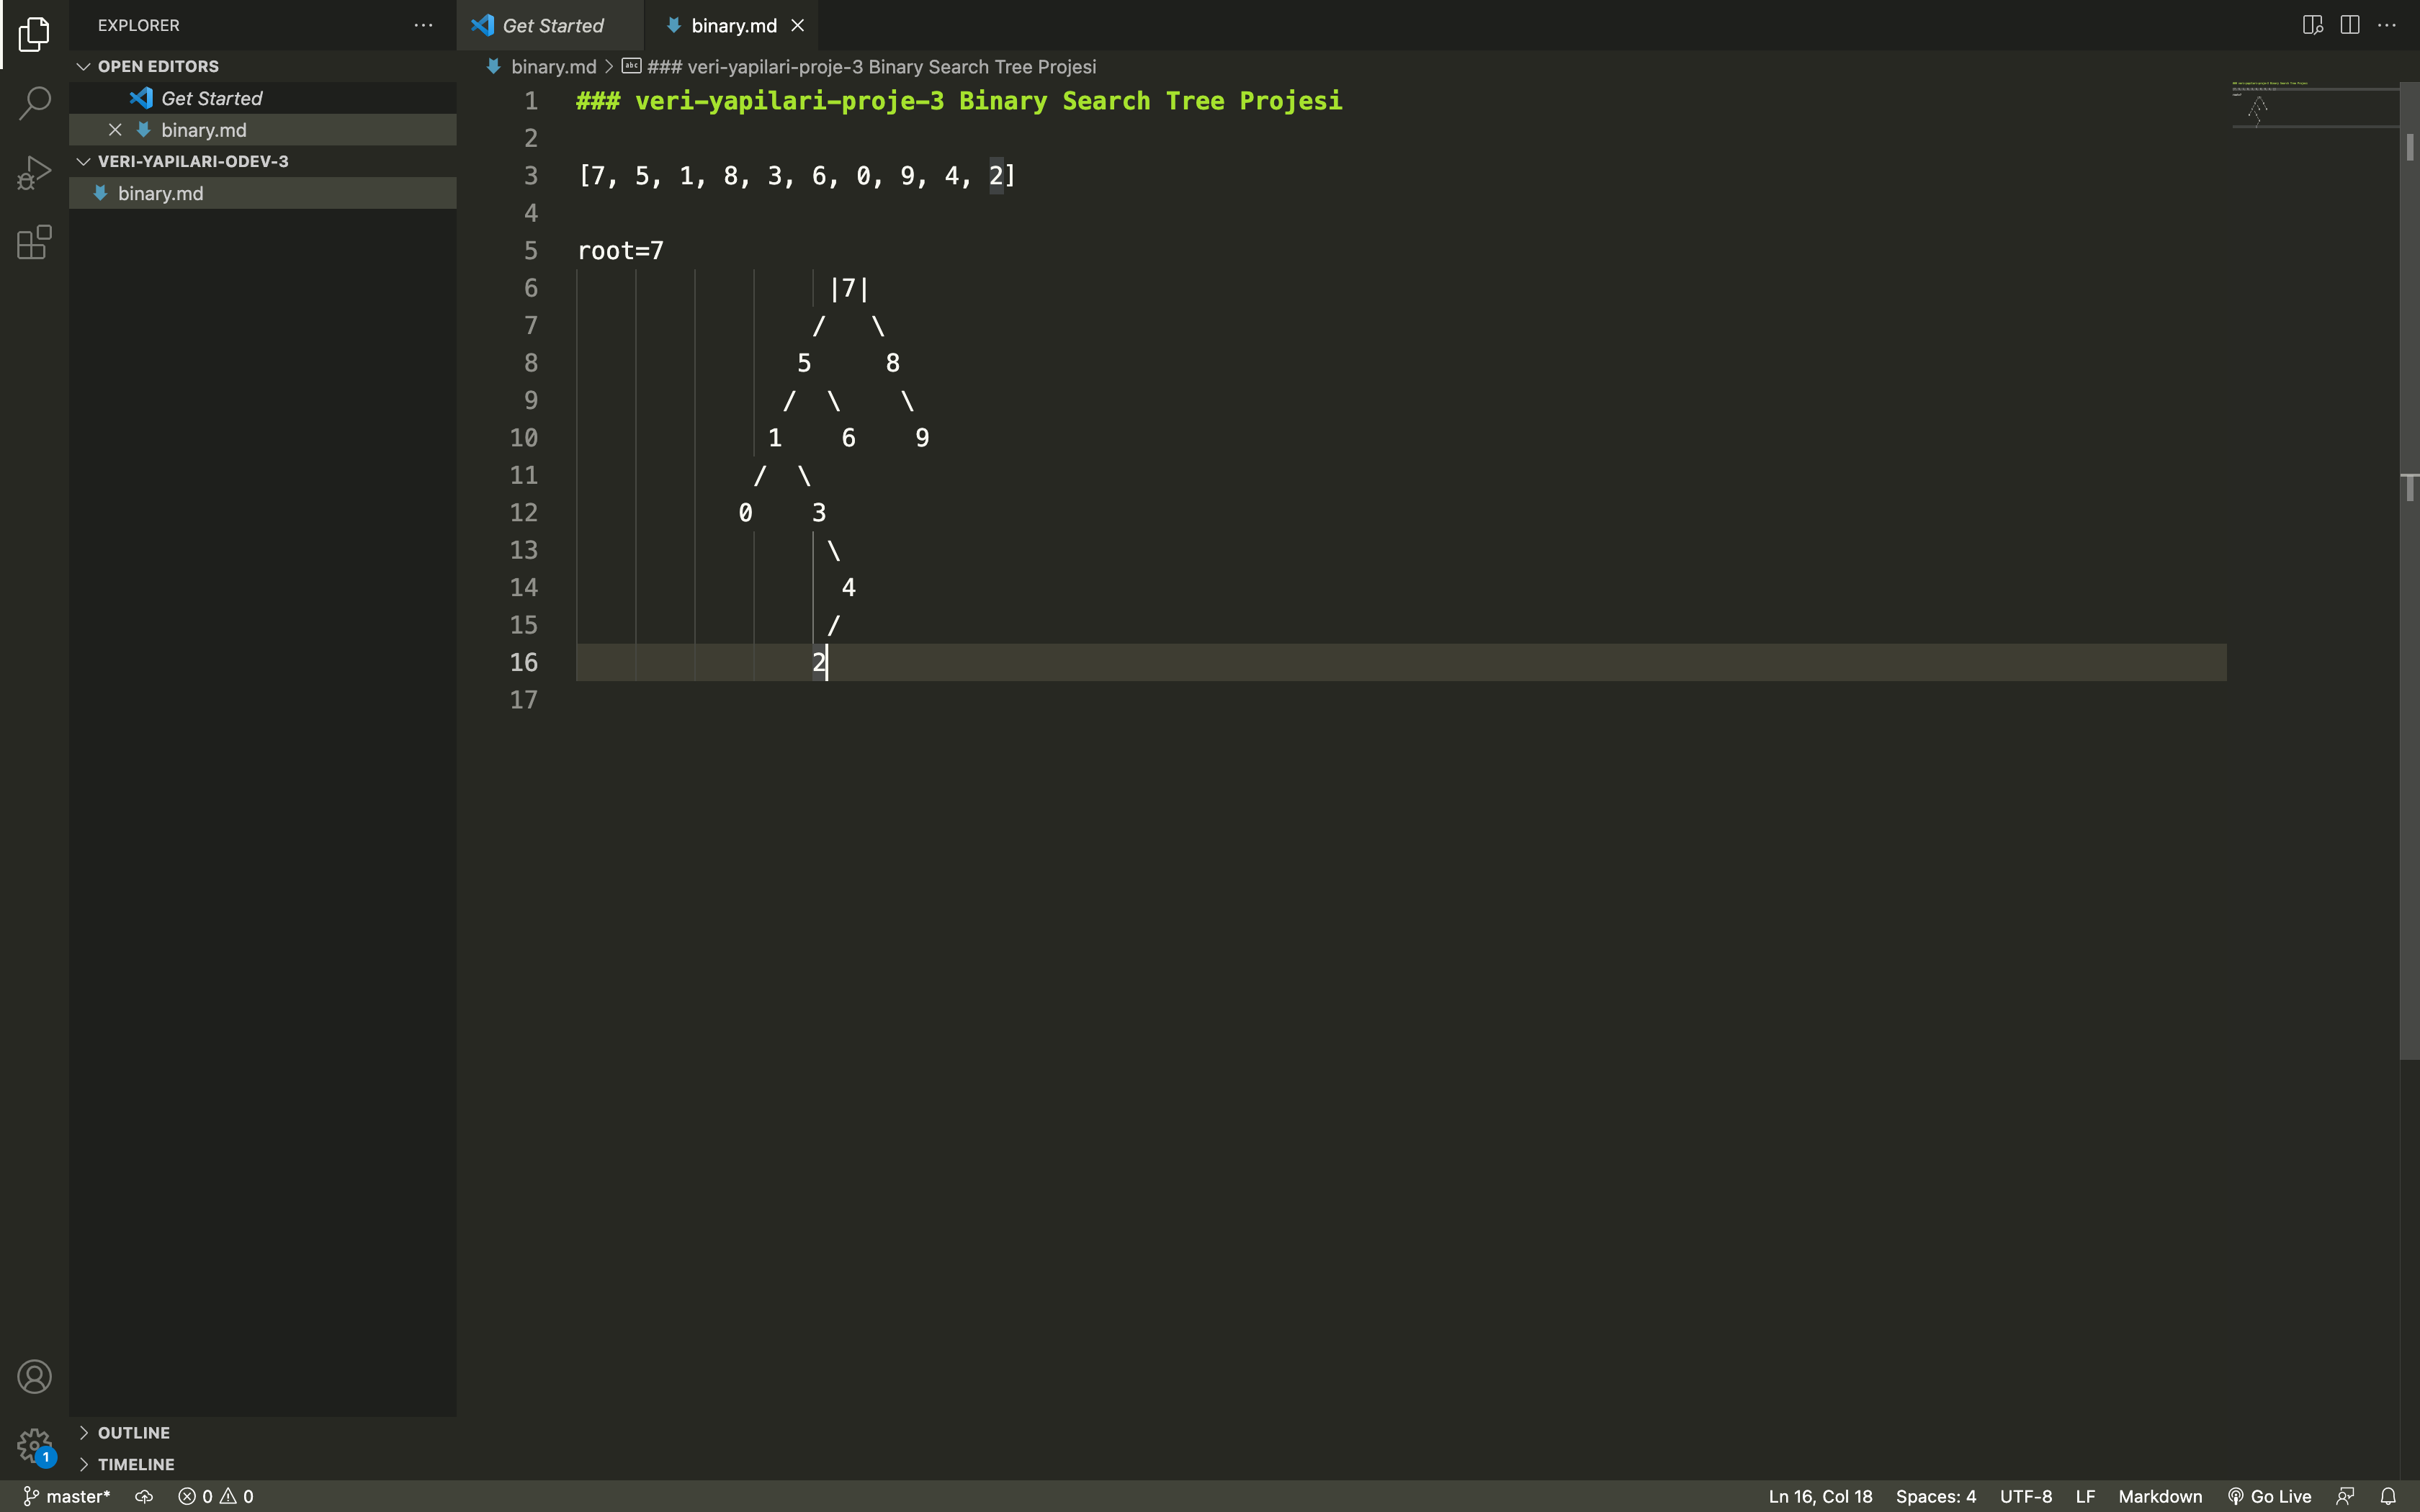 EXPLORER ···
OPEN EDITORS
Get Started
binary.md
VERI-YAPILARI-ODEV-3
binary.md
OUTLINE
TIMELINE
Get Started binary.md
binary.md > ### veri-yapilari-proje-3 Binary Search Tree Projesi
1 ### veri-yapilari-proje-3 Binary Search Tree Projesi
2
3 [7, 5, 1, 8, 3, 6, 0, 9, 4, 2]
4
5 root=7
6 |7|
7 / \
8 5 8
9 / \ \
10 1 6 9
11 / \
12 0 3
13 \
14 4
15 /
16 2
17
1
master* 0 0 Ln 16, Col 18 Spaces: 4 UTF-8 LF Markdown Go Live